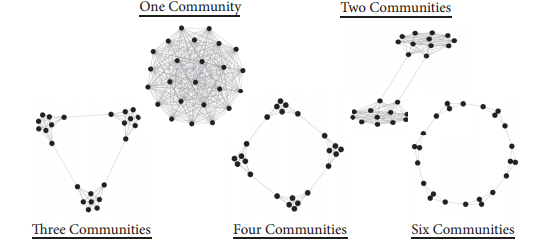 One Community
Two Communities
Three Communities
Four Communities
Six Communities